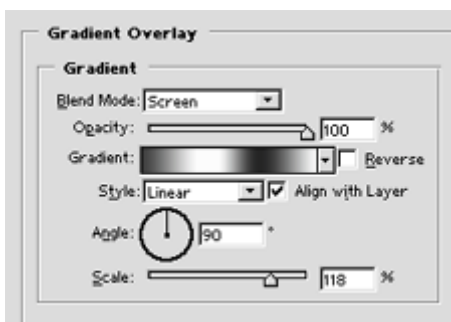 Gradient Overlay
Gradient
Blend Mode: Screen
Opacity: 100 %
Gradient: Reverse
Style: Linear Align with Layer
Angle: 90 °
Scale: 118 %